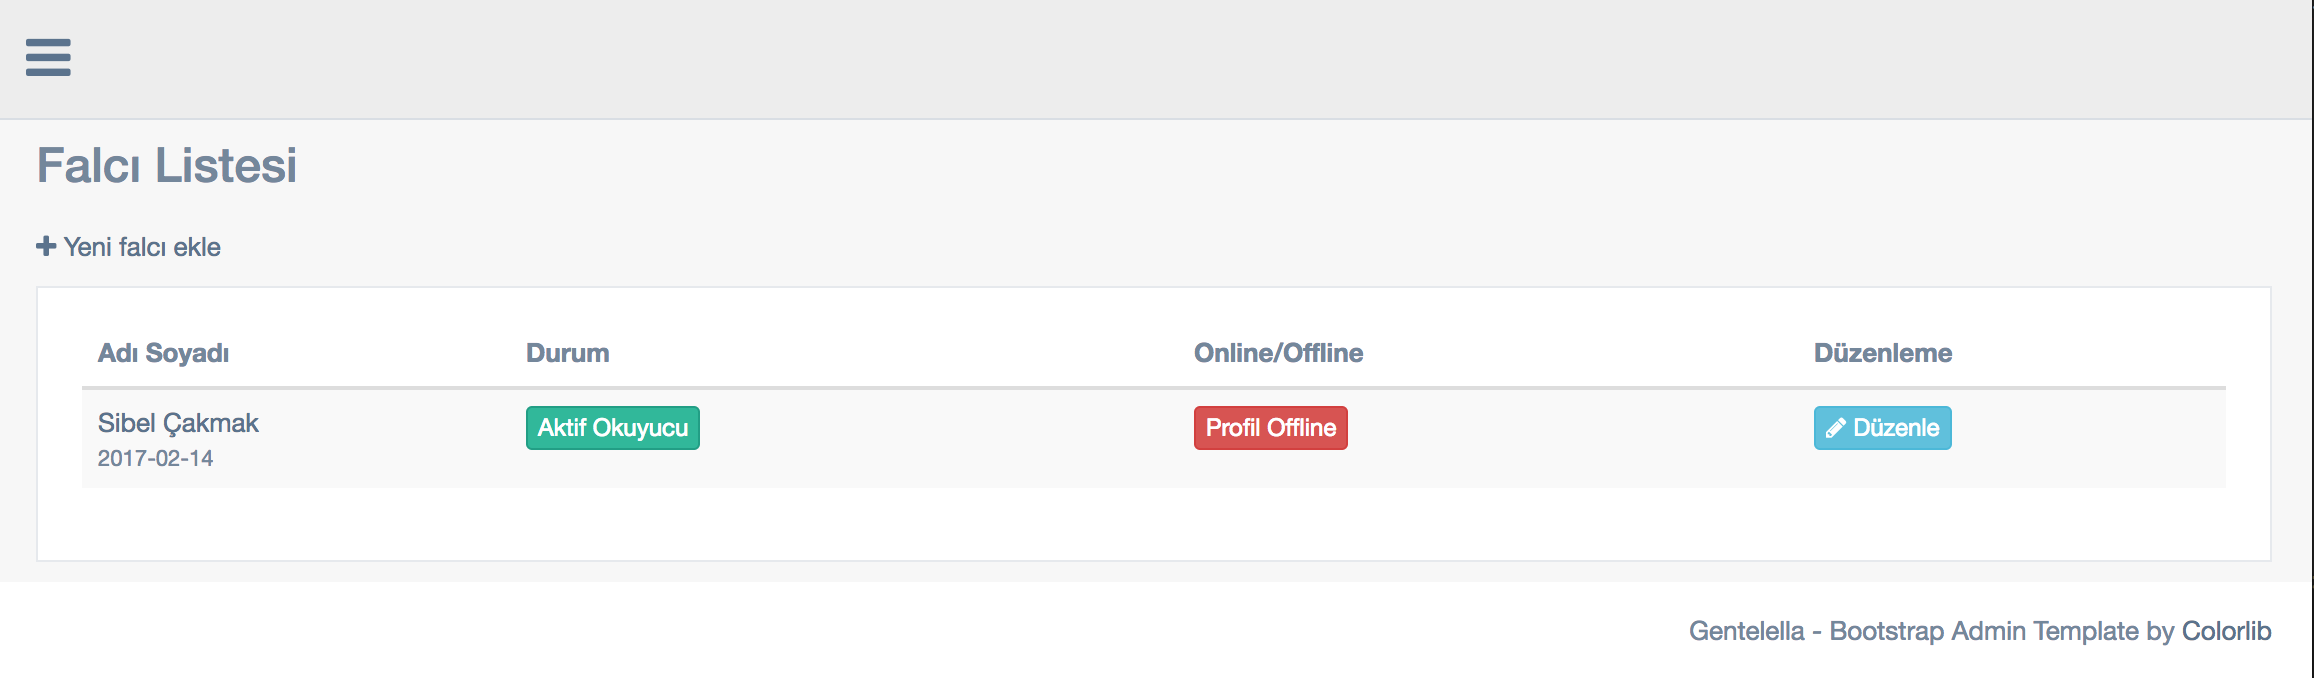 Falcı Listesi
Yeni falcı ekle
Adı Soyadı Durum Online/Offline Düzenleme
Sibel Çakmak Aktif Okuyucu Profil Offline Düzenle
2017-02-14
Gentelella - Bootstrap Admin Template by Colorlib